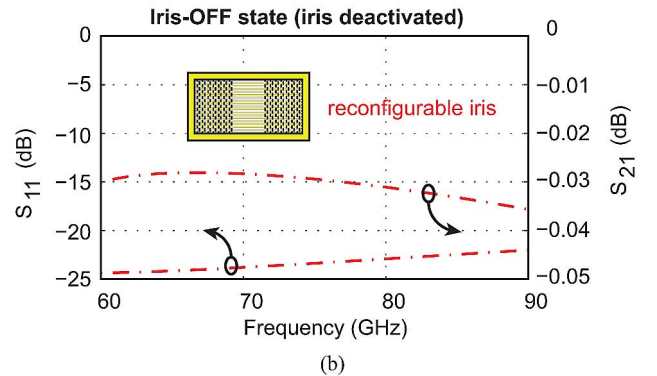 Iris-OFF state (iris deactivated)
0
−5
−10
−15
−20
−25
S11 (dB)
reconfigurable iris
0
−0.01
−0.02
−0.03
−0.04
−0.05
S21 (dB)
60
70
80
90
Frequency (GHz)
(b)